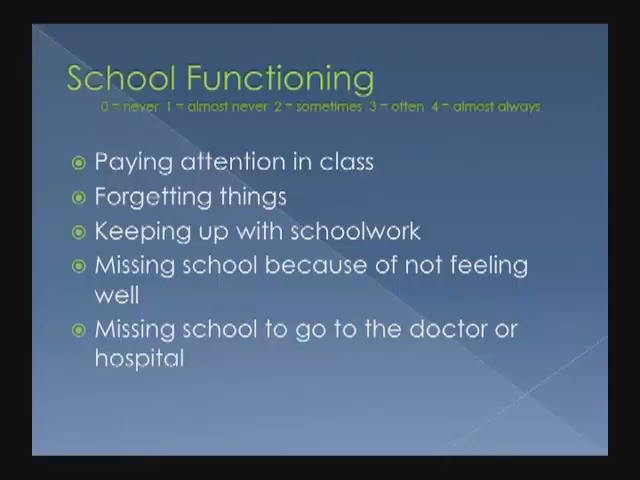 School Functioning
0 = never 1 = almost never 2 = sometimes 3 = often 4 = almost always
Paying attention in class
Forgetting things
Keeping up with schoolwork
Missing school because of not feeling
well
Missing school to go to the doctor or
hospital